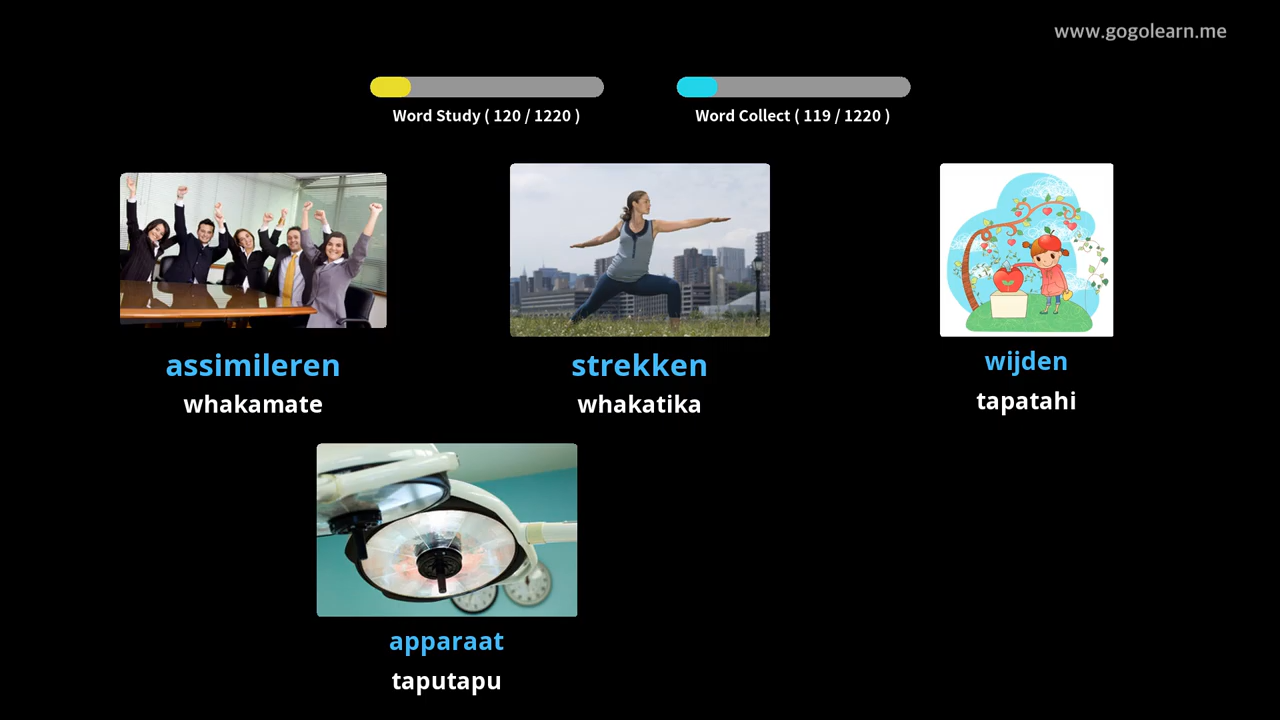 www.gogolearn.me
Word Study ( 120 / 1220 )
Word Collect ( 119 / 1220 )
assimileren
whakamate
strekken
whakatika
wijden
tapatahi
apparaat
taputapu